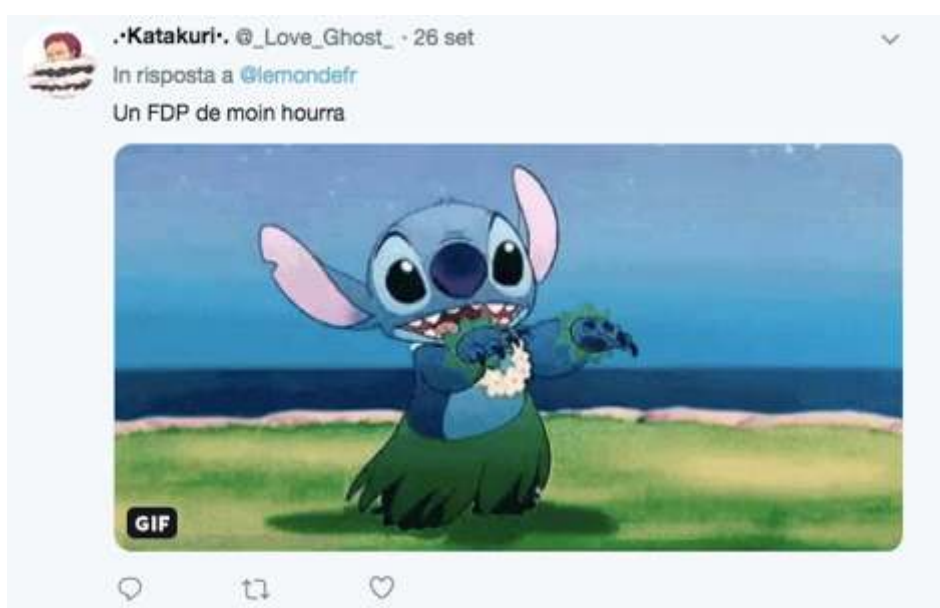 .·Katakuri·. @_Love_Ghost_ · 26 set
In risposta a @lemondefr
Un FDP de moin hourra
GIF